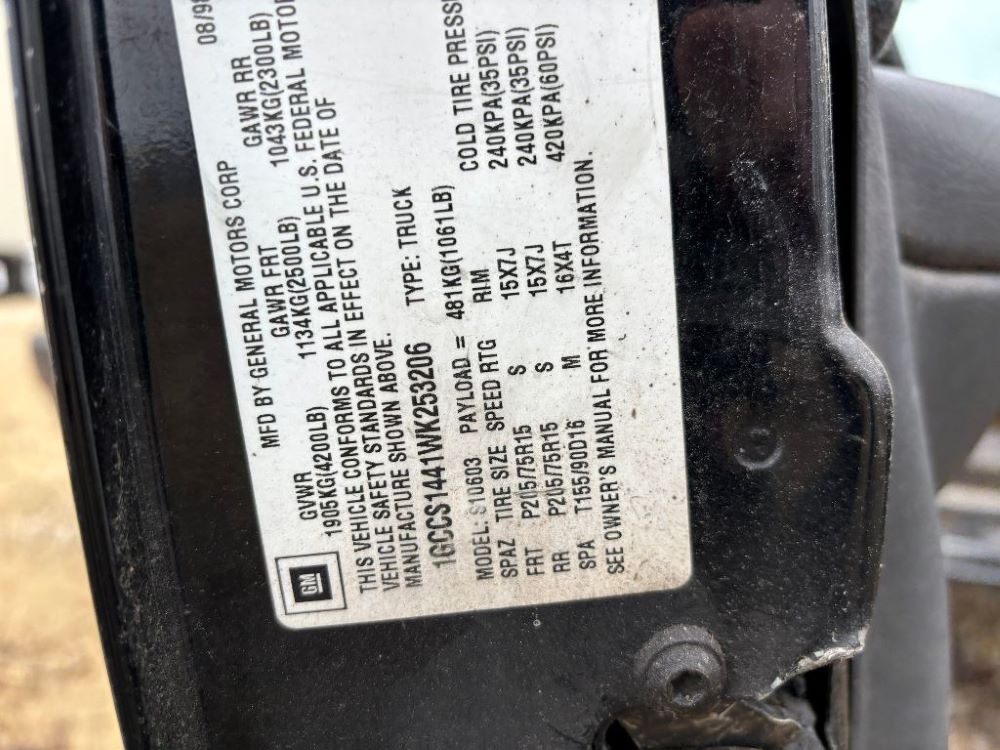 MFD BY GENERAL MOTORS CORP 08/98
GVWR GAWR FRT GAWR RR
1905KG(4200LB) 1134KG(2500LB) 1043KG(2300LB)
THIS VEHICLE CONFORMS TO ALL APPLICABLE U.S. FEDERAL MOTOR
VEHICLE SAFETY STANDARDS IN EFFECT ON THE DATE OF
MANUFACTURE SHOWN ABOVE.
1GCCS1441WK253206 TYPE: TRUCK
MODEL: S10603 PAYLOAD = 481KG(1061LB)
SPAZ TIRE SIZE SPEED RTG RIM COLD TIRE PRESS
FRT P205/75R15 S 15X7J 240KPA(35PSI)
RR P205/75R15 S 15X7J 240KPA(35PSI)
SPA T155/90D16 M 16X4T 420KPA(60PSI)
SEE OWNER'S MANUAL FOR MORE INFORMATION.
GM